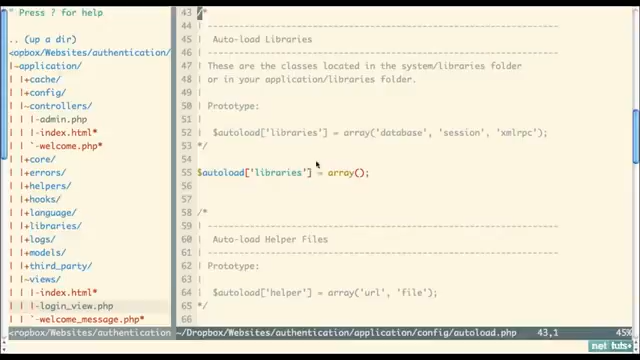 " Press ? for help
.. (up a dir)
<opbox/Websites/authentication/
|~application/
| |+cache/
| |+config/
| |~controllers/
| | |-admin.php
| | |-index.html*
| | `-welcome.php*
| |+core/
| |+errors/
| |+helpers/
| |+hooks/
| |+language/
| |+libraries/
| |+logs/
| |+models/
| |+third_party/
| |~views/
| | |-index.html*
| | |-login_view.php
| | `-welcome_message.php*
<ropbox/Websites/authentication
43 /*
44 | -------------------------------------------------------------------
45 |  Auto-load Libraries
46 | -------------------------------------------------------------------
47 | These are the classes located in the system/libraries folder
48 | or in your application/libraries folder.
49 |
50 | Prototype:
51 |
52 |  $autoload['libraries'] = array('database', 'session', 'xmlrpc');
53 */
54
55 $autoload['libraries'] = array();
56
57
58 /*
59 | -------------------------------------------------------------------
60 |  Auto-load Helper Files
61 | -------------------------------------------------------------------
62 | Prototype:
63 |
64 |  $autoload['helper'] = array('url', 'file');
65 */
66
~/Dropbox/Websites/authentication/application/config/autoload.php 43,1 45%
net tuts+